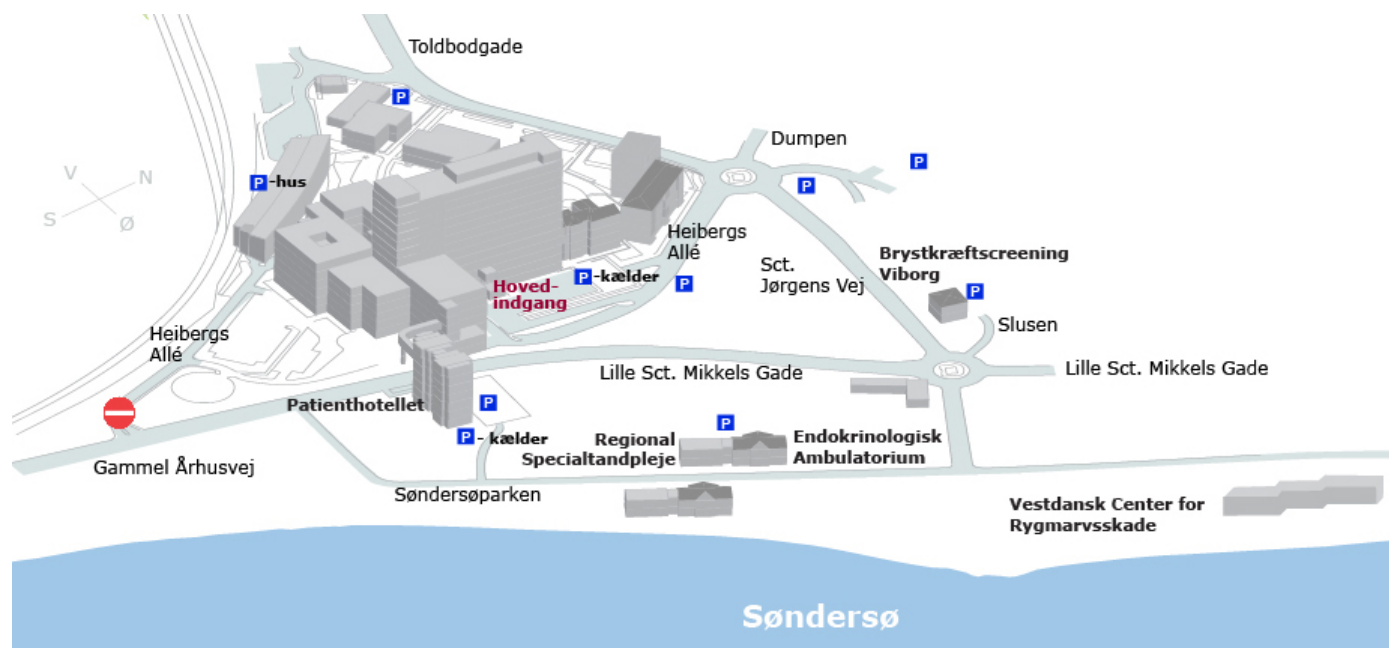 Toldbodgade
P
Dumpen
P
P
V
N
S
Ø
P-hus
P
Heibergs
Allé
Sct.
Jørgens Vej
Brystkræftscreening
Viborg
P
P-kælder
P
Hoved-
indgang
Slusen
Heibergs
Allé
Lille Sct. Mikkels Gade
Lille Sct. Mikkels Gade
Patienthotellet
P
P- kælder
P
Regional
Specialtandpleje
Endokrinologisk
Ambulatorium
Gammel Århusvej
Søndersøparken
Vestdansk Center for
Rygmarvsskade
Søndersø